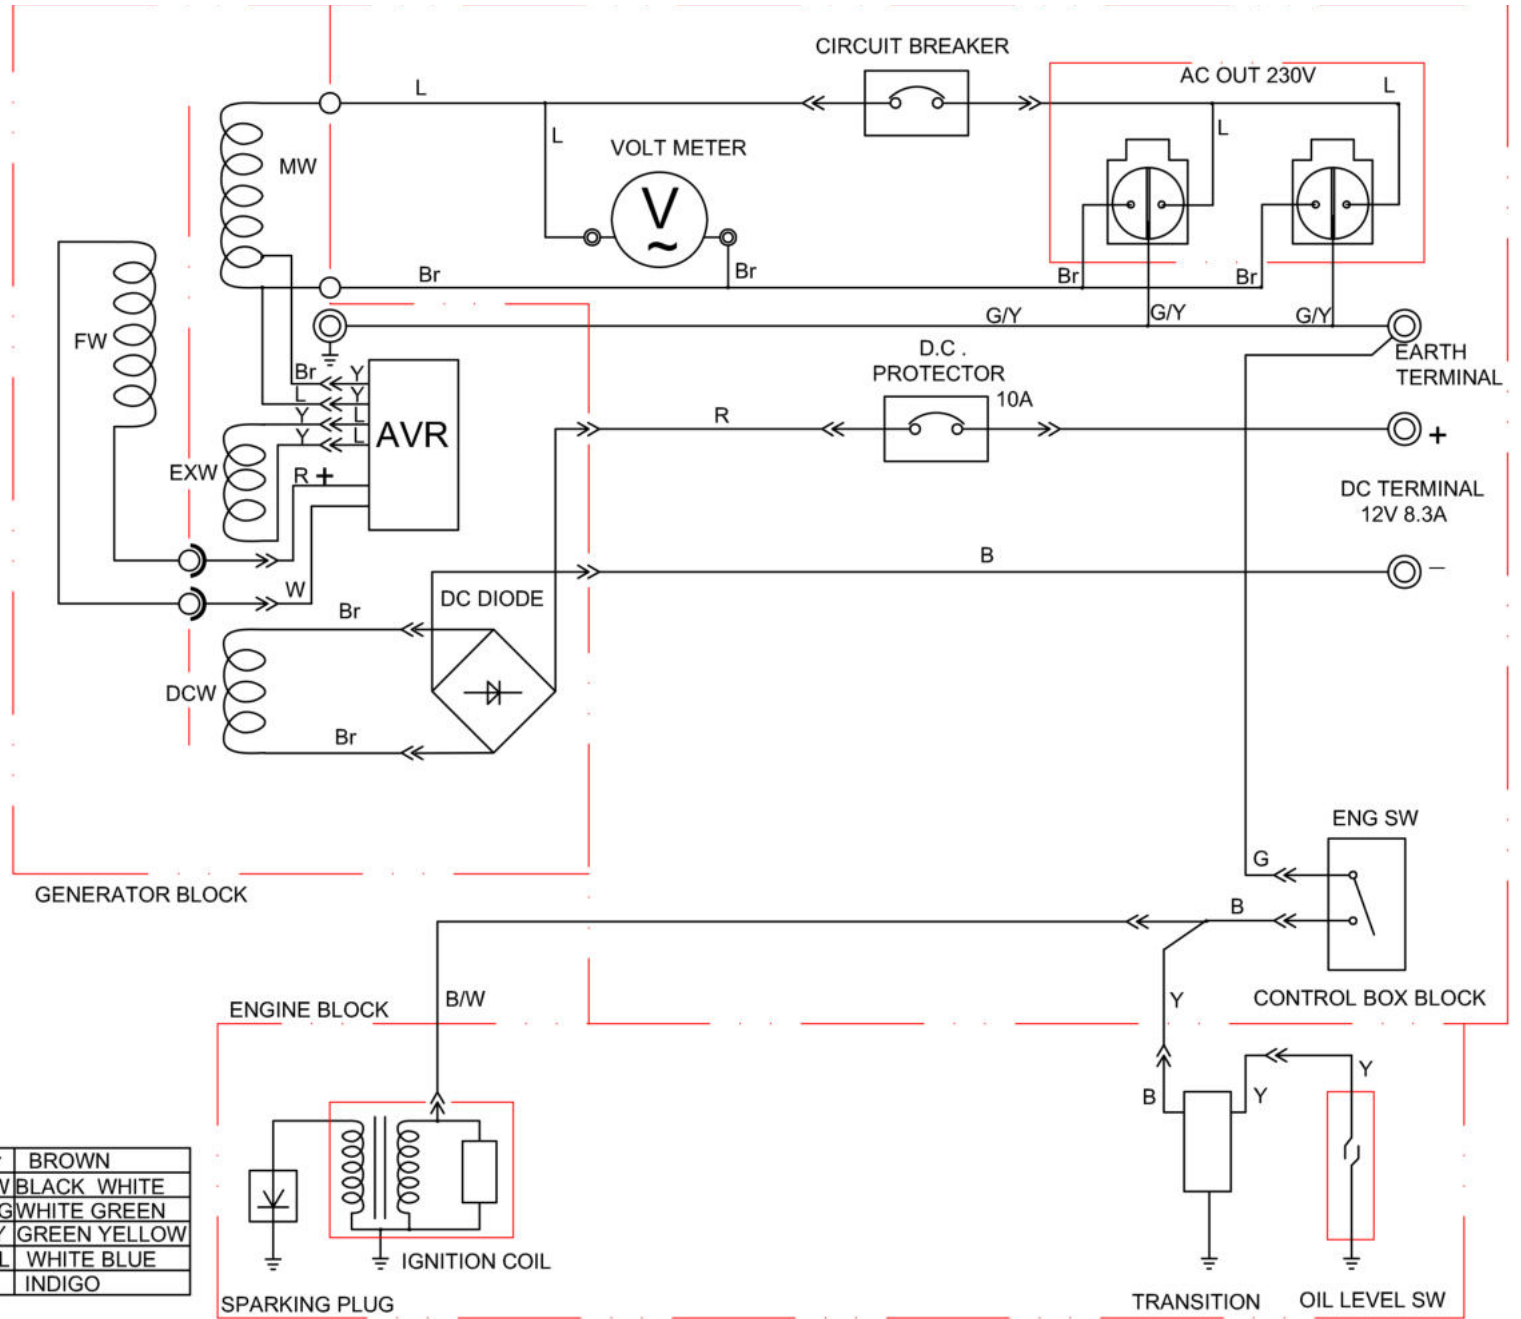 CIRCUIT BREAKER
AC OUT 230V
L
L
L
L
VOLT METER
MW
V
~
Br
Br
Br
Br
FW
G/Y
G/Y
G/Y
EARTH
TERMINAL
D.C .
PROTECTOR
10A
Br Y
L Y
Y L
Y L
AVR
R
+
EXW
R +
DC TERMINAL
12V 8.3A
B
−
W
DC DIODE
Br
DCW
Br
ENG SW
G
B
GENERATOR BLOCK
B/W
Y
CONTROL BOX BLOCK
ENGINE BLOCK
B
Y
Y
BROWN
W BLACK WHITE
G WHITE GREEN
Y GREEN YELLOW
L WHITE BLUE
INDIGO
IGNITION COIL
SPARKING PLUG
TRANSITION
OIL LEVEL SW